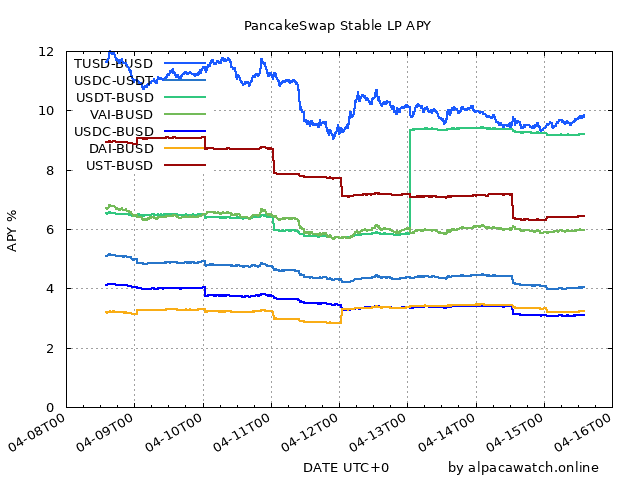 PancakeSwap Stable LP APY
APY %
12
10
8
6
4
2
0
TUSD-BUSD
USDC-USDT
USDT-BUSD
VAI-BUSD
USDC-BUSD
DAI-BUSD
UST-BUSD
04-08T00
04-09T00
04-10T00
04-11T00
04-12T00
04-13T00
04-14T00
04-15T00
04-16T00
DATE UTC+0
by alpacawatch.online